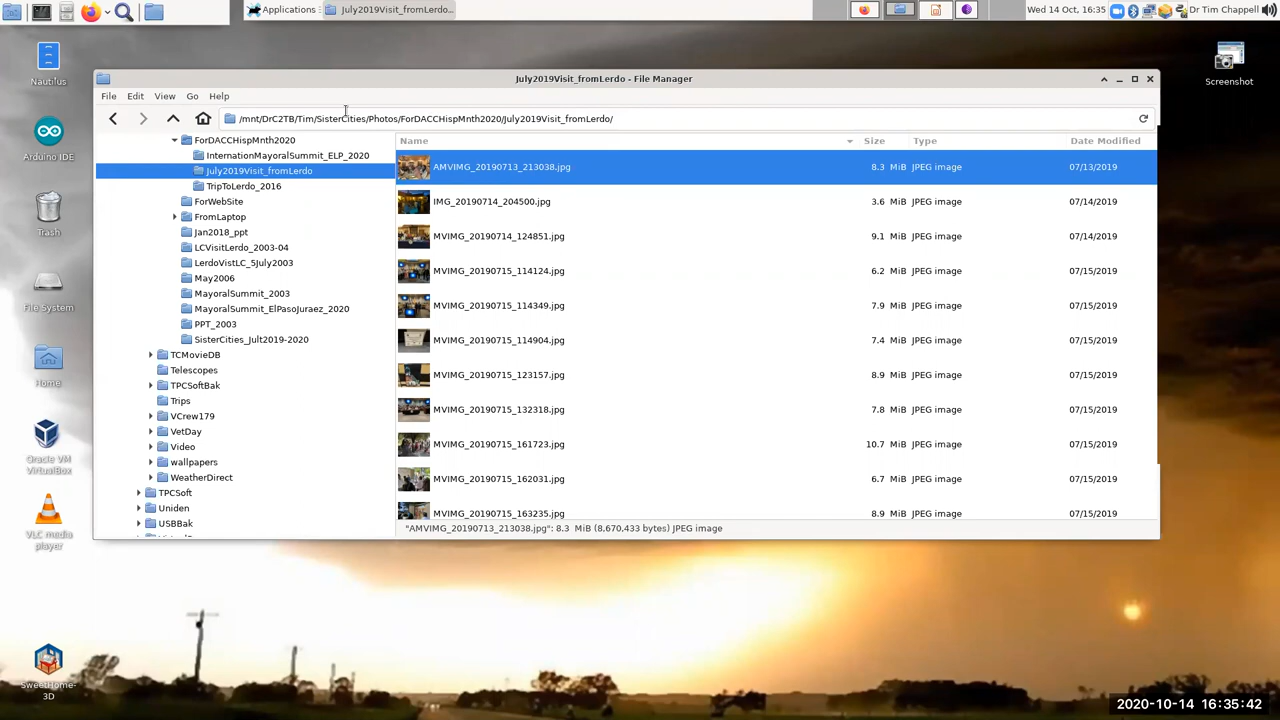 Applications
July2019Visit_fromLerdo...
Wed 14 Oct, 16:35
Dr Tim Chappell
Nautilus
Arduino IDE
Trash
File System
Home
Oracle VM
VirtualBox
VLC media
player
SweetHome-
3D
Screenshot
July2019Visit_fromLerdo - File Manager
File Edit View Go Help
/mnt/DrC2TB/Tim/SisterCities/Photos/ForDACCHispMnth2020/July2019Visit_fromLerdo/
ForDACCHispMnth2020
InternationMayoralSummit_ELP_2020
July2019Visit_fromLerdo
TripToLerdo_2016
ForWebSite
FromLaptop
Jan2018_ppt
LCVisitLerdo_2003-04
LerdoVistLC_5July2003
May2006
MayoralSummit_2003
MayoralSummit_ElPasoJuraez_2020
PPT_2003
SisterCities_Jult2019-2020
TCMovieDB
Telescopes
TPCSoftBak
Trips
VCrew179
VetDay
Video
wallpapers
WeatherDirect
TPCSoft
Uniden
USBBak
Name Size Type Date Modified
AMVIMG_20190713_213038.jpg 8.3 MiB JPEG image 07/13/2019
IMG_20190714_204500.jpg 3.6 MiB JPEG image 07/14/2019
MVIMG_20190714_124851.jpg 9.1 MiB JPEG image 07/14/2019
MVIMG_20190715_114124.jpg 6.2 MiB JPEG image 07/15/2019
MVIMG_20190715_114349.jpg 7.9 MiB JPEG image 07/15/2019
MVIMG_20190715_114904.jpg 7.4 MiB JPEG image 07/15/2019
MVIMG_20190715_123157.jpg 8.9 MiB JPEG image 07/15/2019
MVIMG_20190715_132318.jpg 7.8 MiB JPEG image 07/15/2019
MVIMG_20190715_161723.jpg 10.7 MiB JPEG image 07/15/2019
MVIMG_20190715_162031.jpg 6.7 MiB JPEG image 07/15/2019
MVIMG_20190715_163235.jpg 8.9 MiB JPEG image 07/15/2019
"AMVIMG_20190713_213038.jpg": 8.3 MiB (8,670,433 bytes) JPEG image
2020-10-14 16:35:42